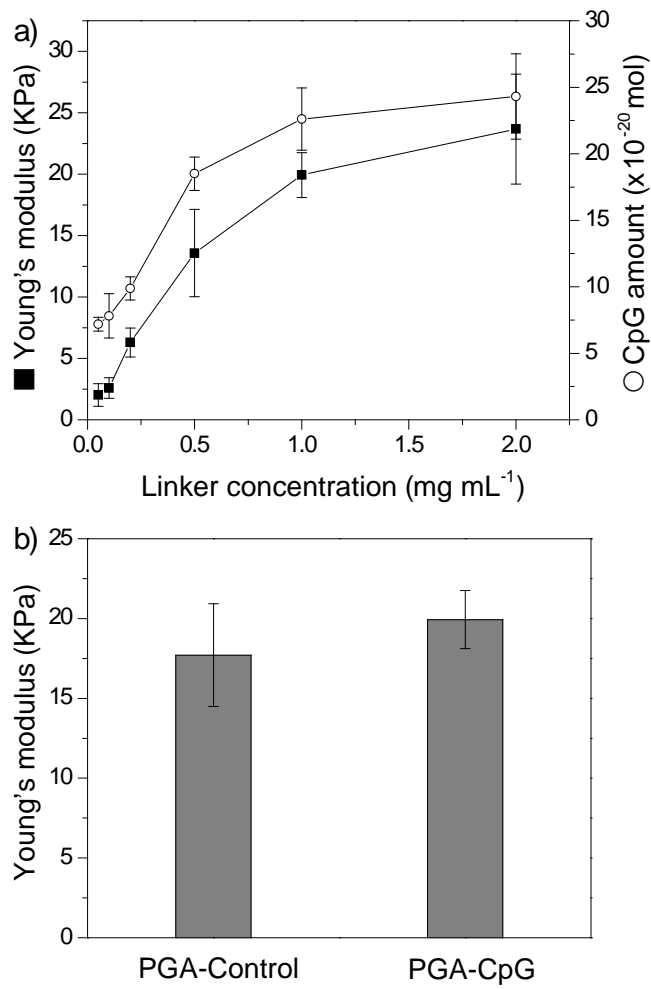 a)
■ Young's modulus (KPa)
30
25
20
15
10
5
0
30
25
20
15
10
5
0
○ CpG amount (x10⁻²⁰ mol)
0.0 0.5 1.0 1.5 2.0
Linker concentration (mg mL⁻¹)
b)
Young's modulus (KPa)
25
20
15
10
5
0
PGA-Control PGA-CpG